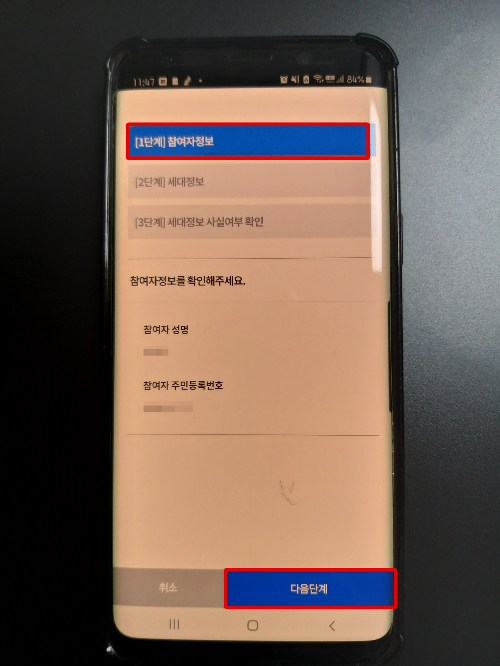 11:47 84%
[1단계] 참여자정보
[2단계] 세대정보
[3단계] 세대정보 사실여부 확인
참여자정보를 확인해주세요.
참여자 성명
참여자 주민등록번호
취소 다음단계